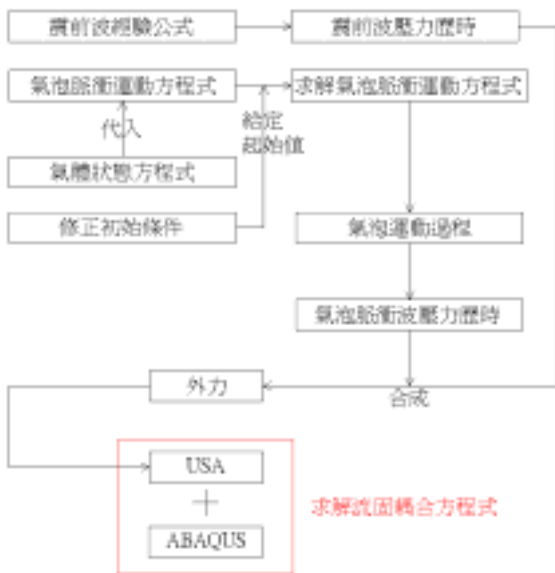 震前波經驗公式
震前波壓力歷時
氣泡脈衝運動方程式
求解氣泡脈衝運動方程式
代入
給定
起始值
氣體狀態方程式
修正初始條件
氣泡運動過程
氣泡脈衝波壓力歷時
外力
合成
USA
+
求解流固耦合方程式
ABAQUS